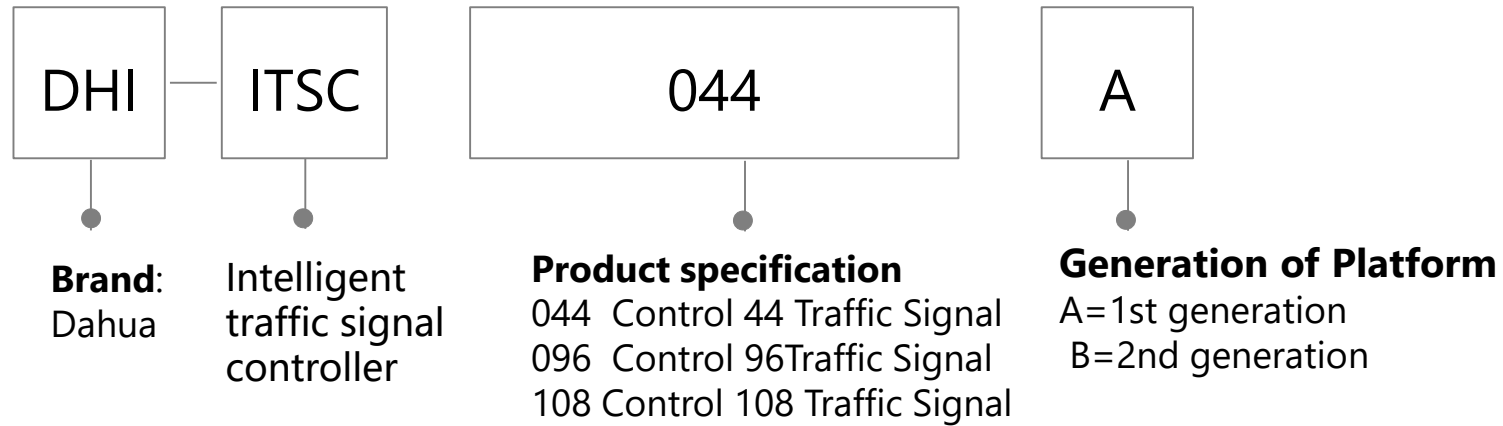 DHI ITSC 044 A
Brand:
Dahua
Intelligent
traffic signal
controller
Product specification
044 Control 44 Traffic Signal
096 Control 96Traffic Signal
108 Control 108 Traffic Signal
Generation of Platform
A=1st generation
B=2nd generation